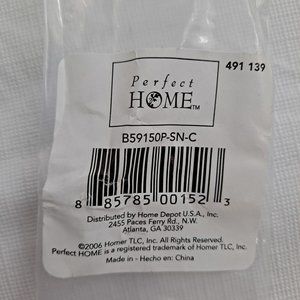 491 139
Perfect
HOME™
B59150P-SN-C
8 85785 00152 3
Distributed by Home Depot U.S.A., Inc.
2455 Paces Ferry Rd., N.W.
Atlanta, GA 30339
©2006 Homer TLC, Inc. All Rights Reserved.
Perfect HOME is a registered trademark of Homer TLC, Inc.
Made in - Hecho en: China